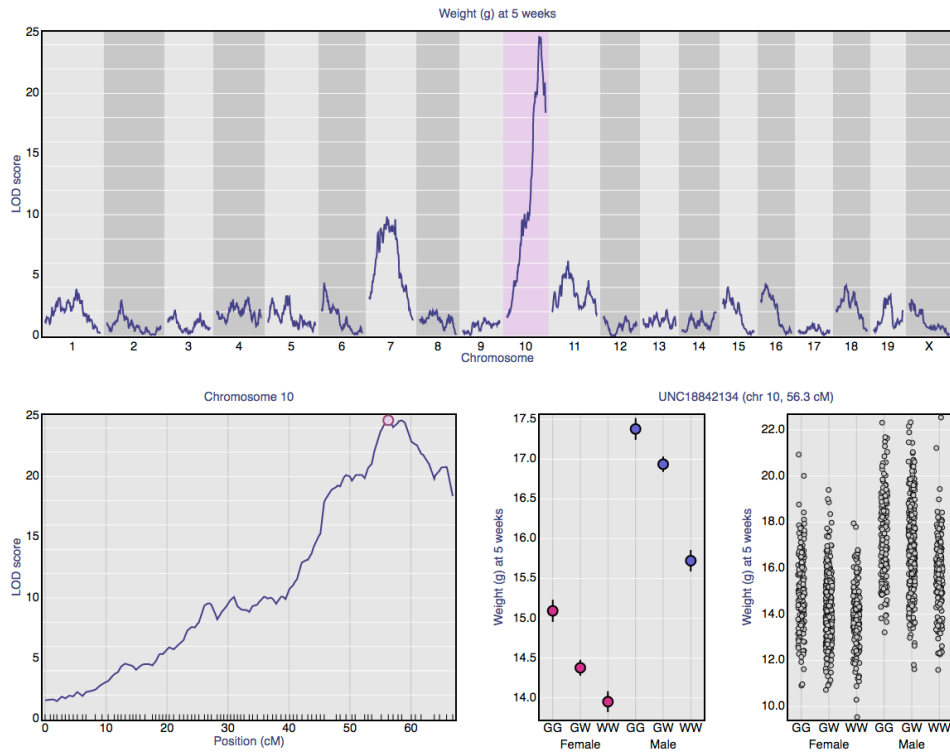 Weight (g) at 5 weeks
25
20
15
10
5
0
LOD score
1 2 3 4 5 6 7 8 9 10 11 12 13 14 15 16 17 18 19 X
Chromosome
Chromosome 10
25
20
15
10
5
0
LOD score
0 10 20 30 40 50 60
Position (cM)
UNC18842134 (chr 10, 56.3 cM)
17.5
17.0
16.5
16.0
15.5
15.0
14.5
14.0
Weight (g) at 5 weeks
GG GW WW GG GW WW
Female Male
22.0
20.0
18.0
16.0
14.0
12.0
10.0
Weight (g) at 5 weeks
GG GW WW GG GW WW
Female Male